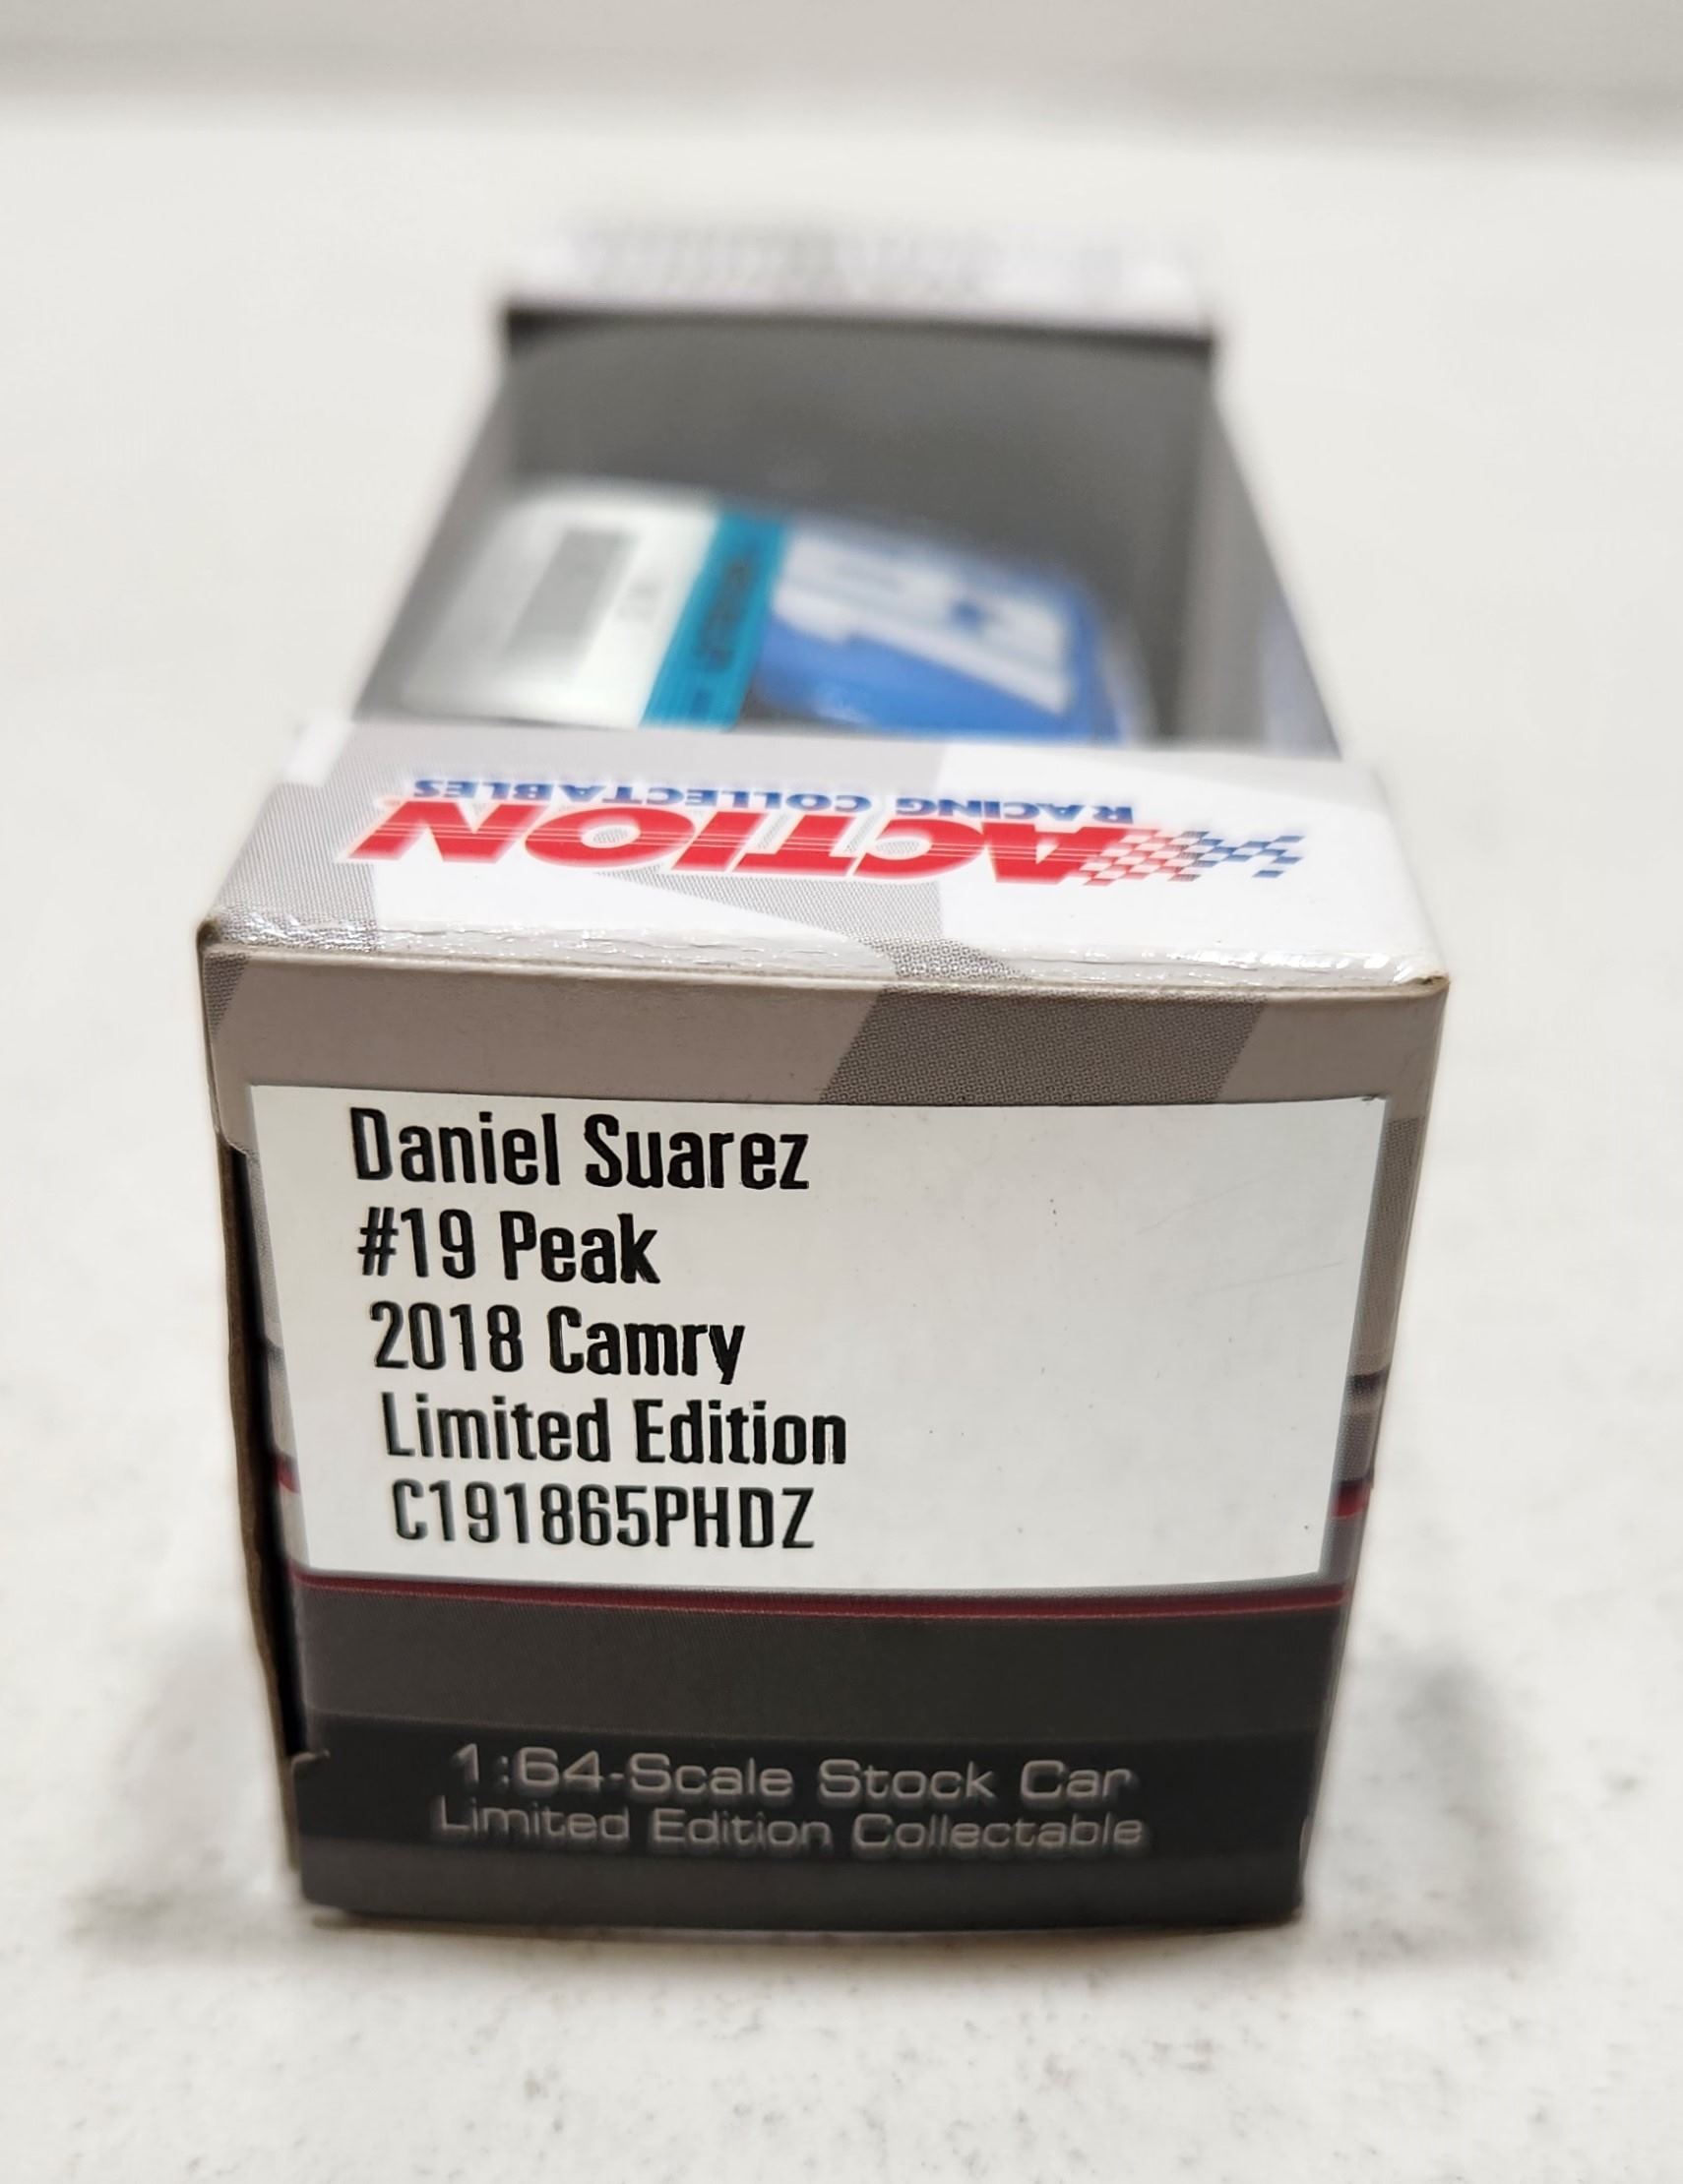 ACTION
RACING COLLECTABLES
Daniel Suarez
#19 Peak
2018 Camry
Limited Edition
C191865PHDZ
1:64-Scale Stock Car
Limited Edition Collectable
19